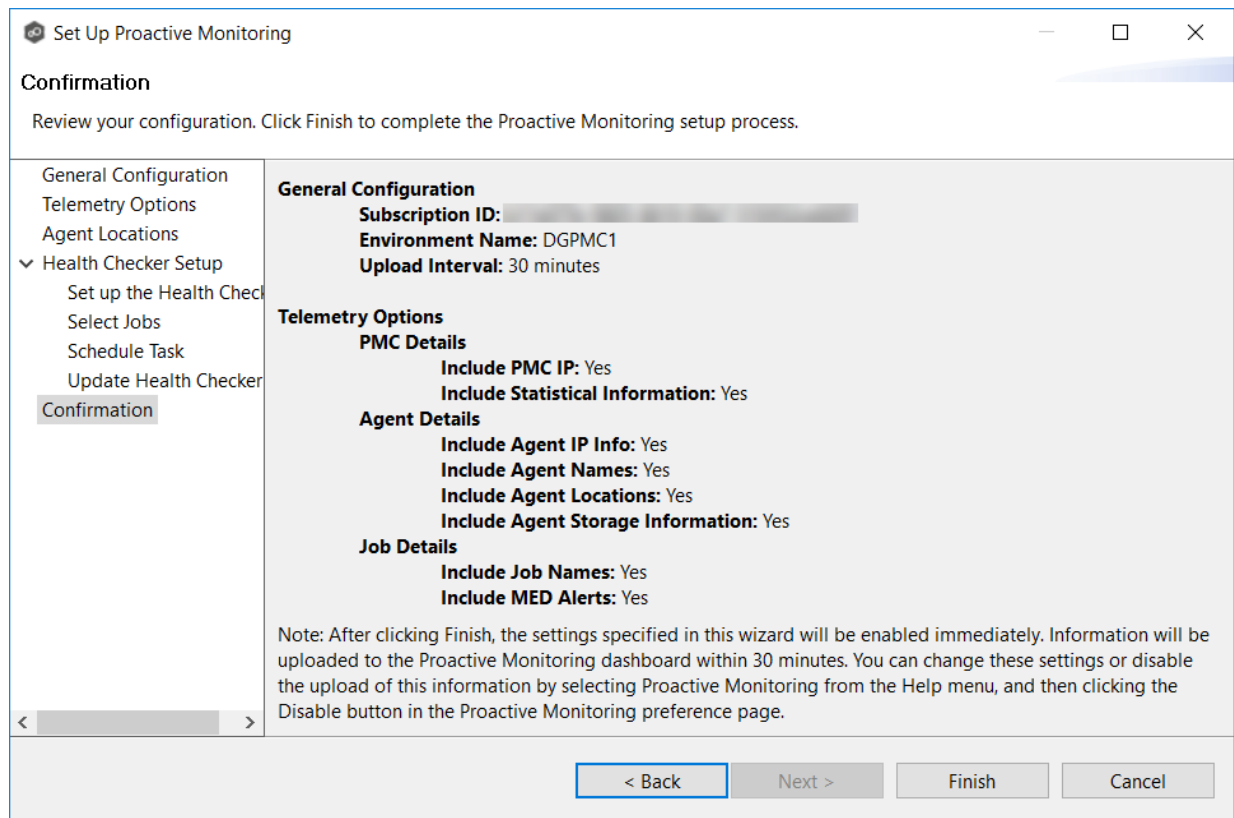 Set Up Proactive Monitoring
Confirmation
Review your configuration. Click Finish to complete the Proactive Monitoring setup process.
General Configuration
Telemetry Options
Agent Locations
Health Checker Setup
Set up the Health Check
Select Jobs
Schedule Task
Update Health Checker
Confirmation
General Configuration
Subscription ID:
Environment Name: DGPMC1
Upload Interval: 30 minutes
Telemetry Options
PMC Details
Include PMC IP: Yes
Include Statistical Information: Yes
Agent Details
Include Agent IP Info: Yes
Include Agent Names: Yes
Include Agent Locations: Yes
Include Agent Storage Information: Yes
Job Details
Include Job Names: Yes
Include MED Alerts: Yes
Note: After clicking Finish, the settings specified in this wizard will be enabled immediately. Information will be
uploaded to the Proactive Monitoring dashboard within 30 minutes. You can change these settings or disable
the upload of this information by selecting Proactive Monitoring from the Help menu, and then clicking the
Disable button in the Proactive Monitoring preference page.
< Back
Next >
Finish
Cancel